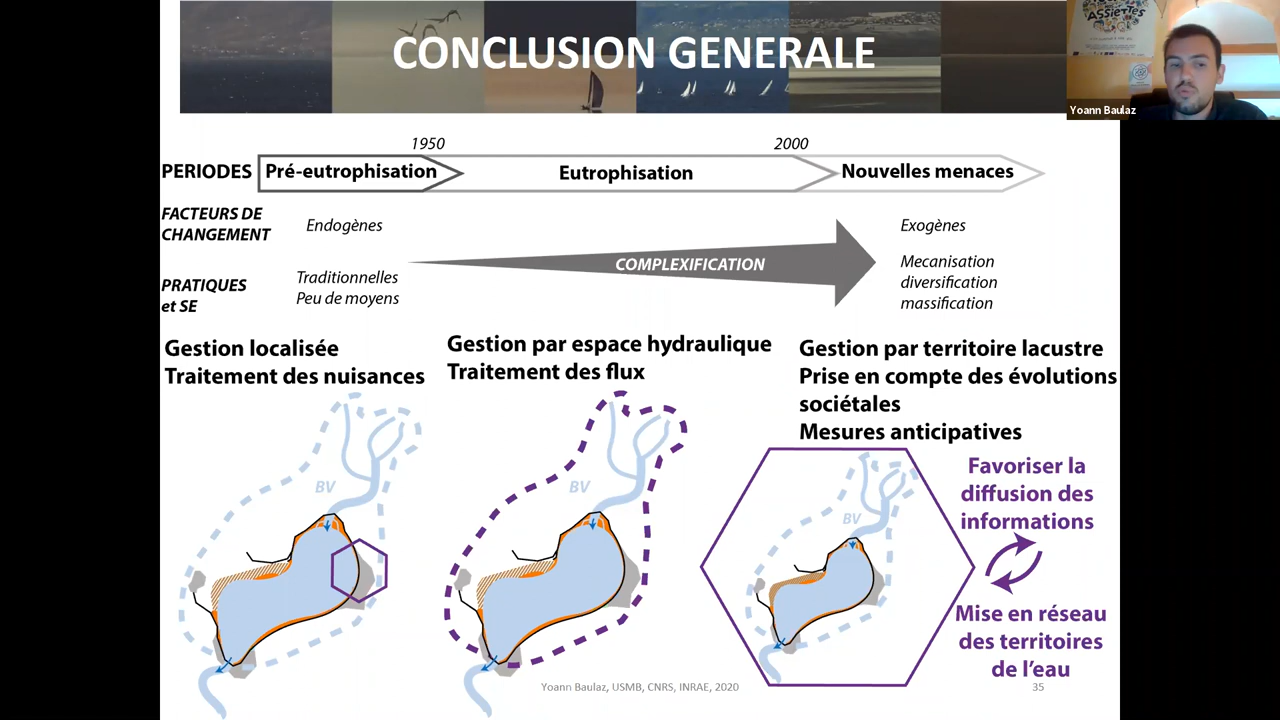 CONCLUSION GENERALE
ASSIETTES
Yoann Baulaz
1950
2000
PERIODES
Pré-eutrophisation
Eutrophisation
Nouvelles menaces
FACTEURS DE
CHANGEMENT
Endogènes
Exogènes
COMPLEXIFICATION
PRATIQUES
et SE
Traditionnelles
Peu de moyens
Mecanisation
diversification
massification
Gestion localisée
Traitement des nuisances
Gestion par espace hydraulique
Traitement des flux
Gestion par territoire lacustre
Prise en compte des évolutions
sociétales
Mesures anticipatives
BV
BV
BV
Favoriser la
diffusion des
informations
Mise en réseau
des territoires
de l'eau
Yoann Baulaz, USMB, CNRS, INRAE, 2020
35